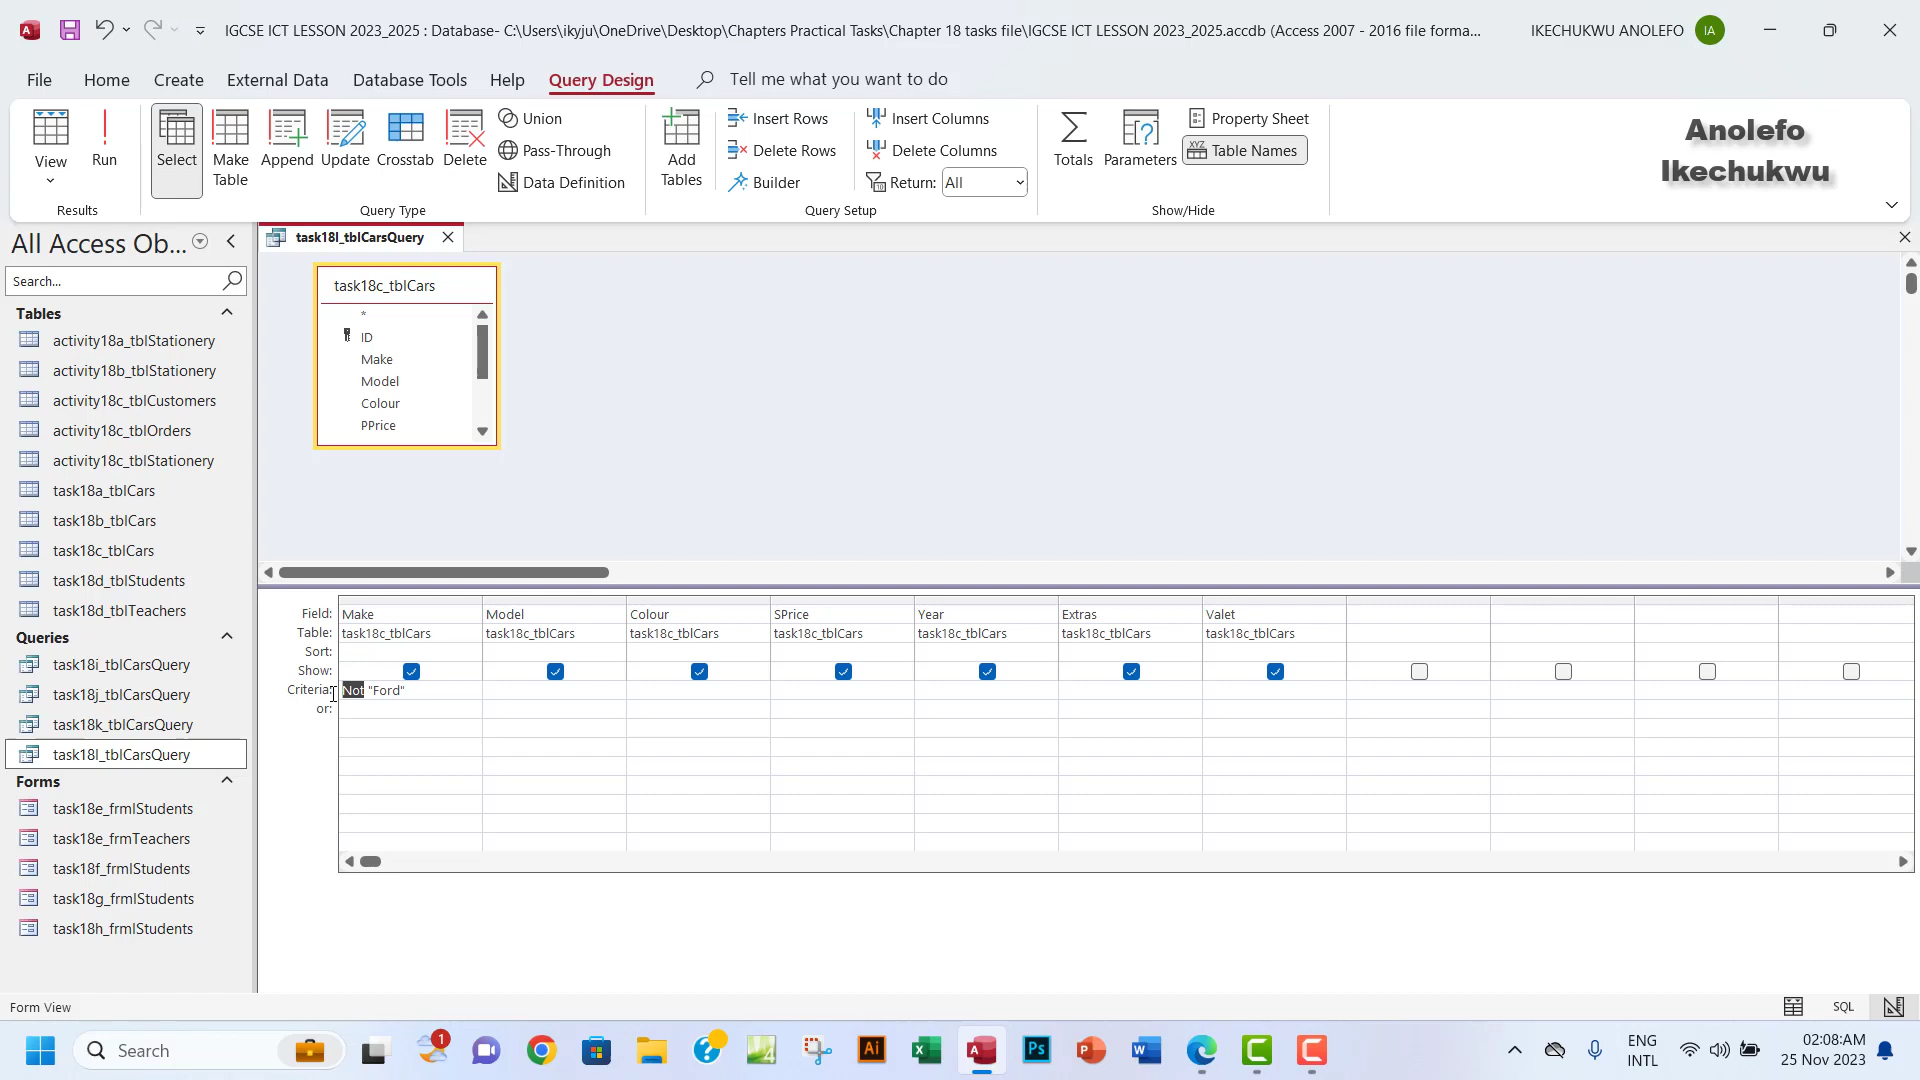 IGCSE ICT LESSON 2023_2025 : Database- C:\Users\ikyju\OneDrive\Desktop\Chapters Practical Tasks\Chapter 18 tasks file\IGCSE ICT LESSON 2023_2025.accdb (Access 2007 - 2016 file forma...
IKECHUKWU ANOLEFO
IA
File Home Create External Data Database Tools Help Query Design Tell me what you want to do
View
Run
Results
Select
Make Table
Append
Update
Crosstab
Delete
Union
Pass-Through
Data Definition
Query Type
Add Tables
Insert Rows
Delete Rows
Builder
Insert Columns
Delete Columns
Return: All
Query Setup
Totals
Parameters
Property Sheet
XYZ Table Names
Show/Hide
Anolefo
Ikechukwu
All Access Ob...
Search...
Tables
activity18a_tblStationery
activity18b_tblStationery
activity18c_tblCustomers
activity18c_tblOrders
activity18c_tblStationery
task18a_tblCars
task18b_tblCars
task18c_tblCars
task18d_tblStudents
task18d_tblTeachers
Queries
task18i_tblCarsQuery
task18j_tblCarsQuery
task18k_tblCarsQuery
task18l_tblCarsQuery
Forms
task18e_frmlStudents
task18e_frmTeachers
task18f_frmlStudents
task18g_frmlStudents
task18h_frmlStudents
task18l_tblCarsQuery
task18c_tblCars
*
ID
Make
Model
Colour
PPrice
Field: Make Model Colour SPrice Year Extras Valet
Table: task18c_tblCars task18c_tblCars task18c_tblCars task18c_tblCars task18c_tblCars task18c_tblCars task18c_tblCars
Sort:
Show:
Criteria: Not "Ford"
or:
Form View
SQL
Search
1
Ai
Ps
ENG
INTL
02:08:AM
25 Nov 2023